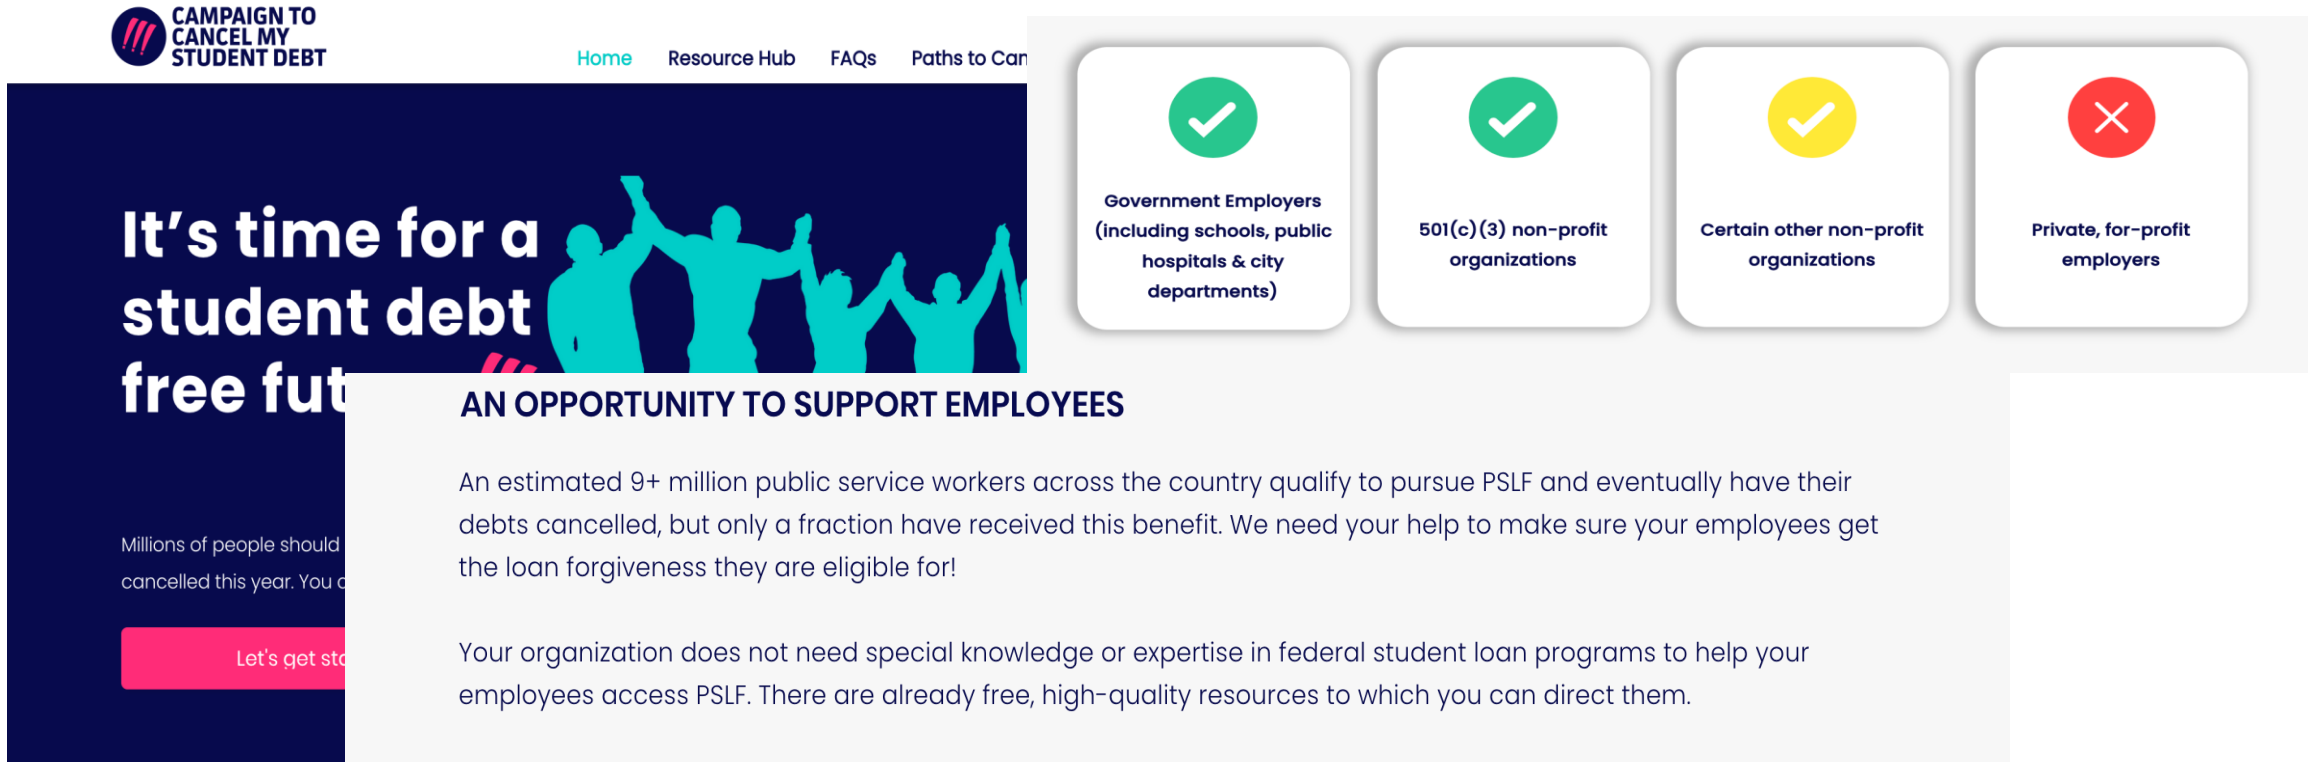 CAMPAIGN TO
CANCEL MY
STUDENT DEBT
Home Resource Hub FAQs Paths to Can
It's time for a
student debt
free fut
Millions of people should
cancelled this year. You c
Let's get sta
Government Employers
(including schools, public
hospitals & city
departments)
501(c)(3) non-profit
organizations
Certain other non-profit
organizations
Private, for-profit
employers
AN OPPORTUNITY TO SUPPORT EMPLOYEES
An estimated 9+ million public service workers across the country qualify to pursue PSLF and eventually have their
debts cancelled, but only a fraction have received this benefit. We need your help to make sure your employees get
the loan forgiveness they are eligible for!
Your organization does not need special knowledge or expertise in federal student loan programs to help your
employees access PSLF. There are already free, high-quality resources to which you can direct them.